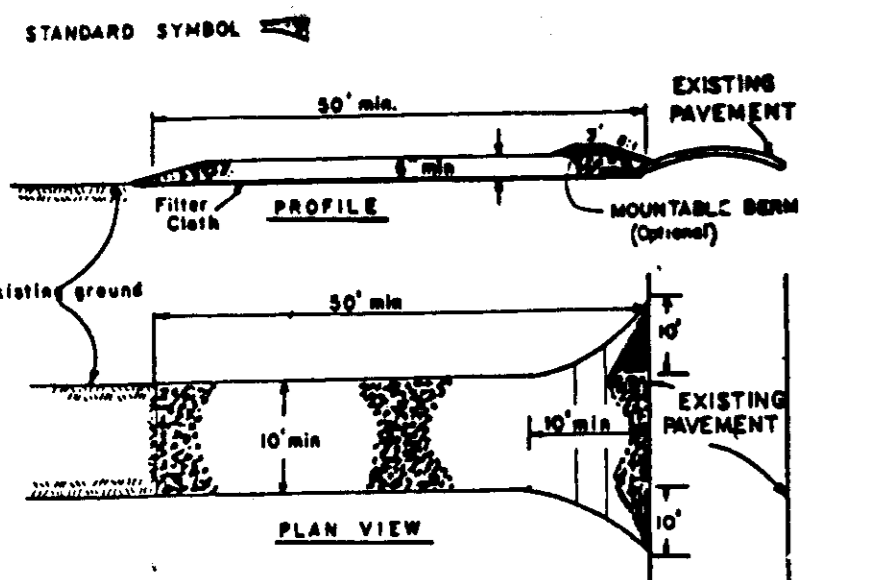 STANDARD SYMBOL
50' min.
EXISTING
PAVEMENT
6" min
Filter
Cloth
PROFILE
MOUNTABLE BERM
(Optional)
xisting ground
50' min
10'
10' min
10' min
EXISTING
PAVEMENT
10'
PLAN VIEW